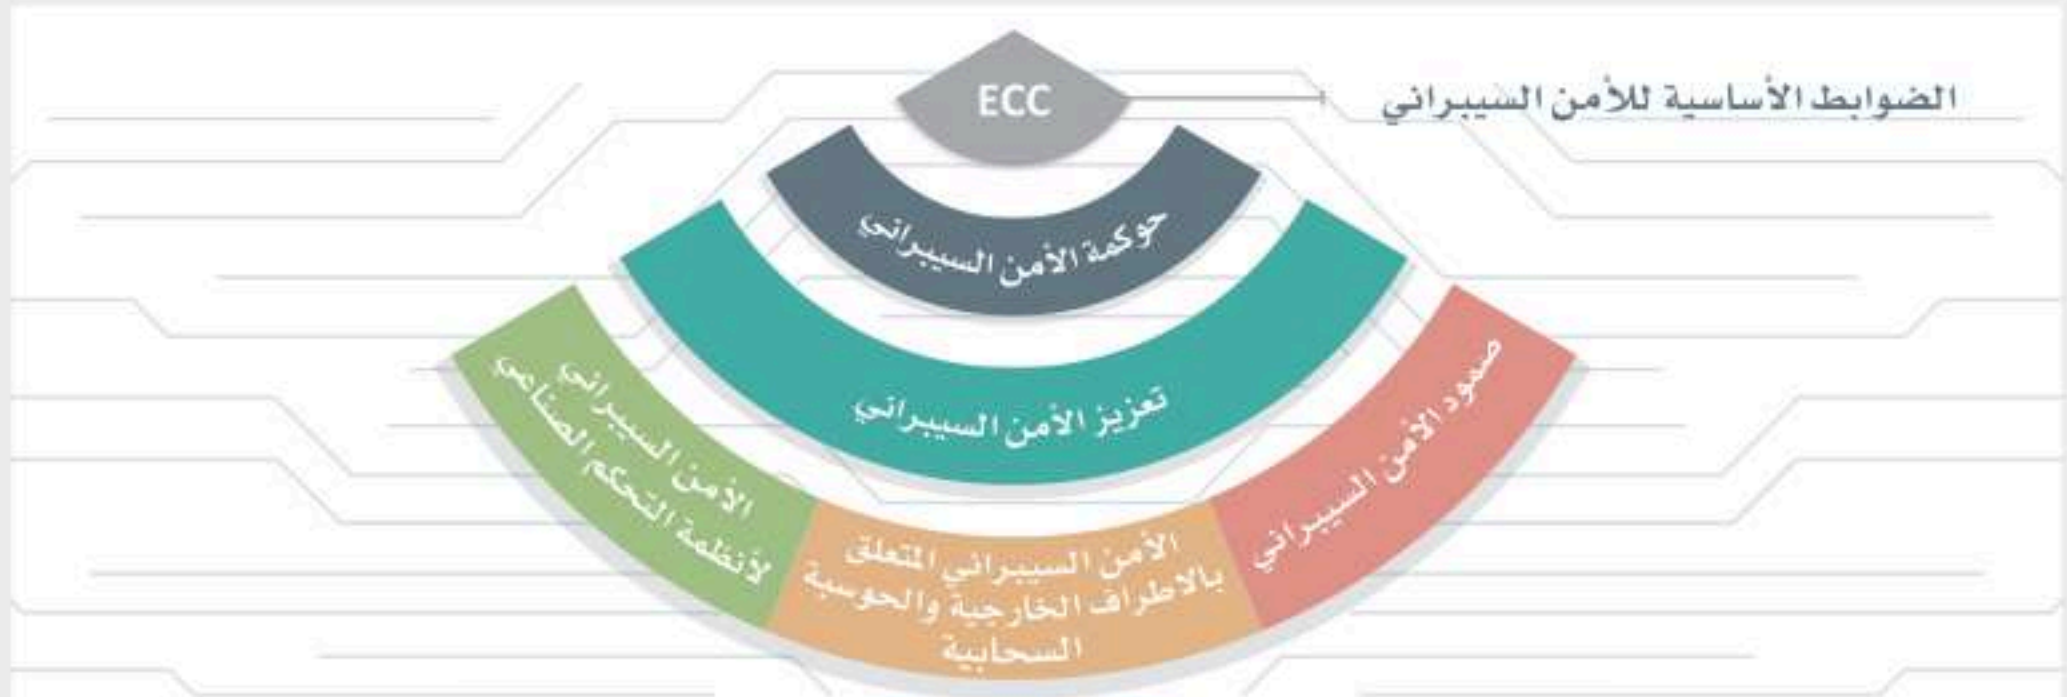 ECC
الضوابط الأساسية للأمن السيبراني
حوكمة الأمن السيبراني
تعزيز الأمن السيبراني
صمود الأمن السيبراني
الأمن السيبراني المتعلق
بالاطراف الخارجية والحوسبة
السحابية
الأمن السيبراني
لأنظمة التحكم الصناعي